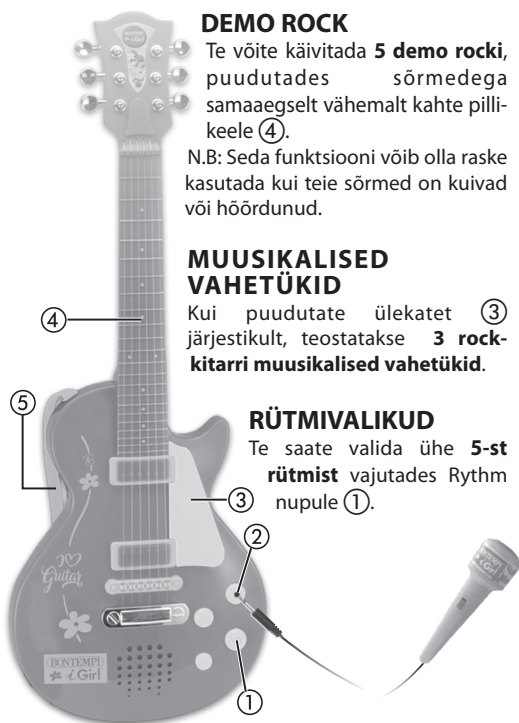 DEMO ROCK
Te võite käivitada 5 demo rocki,
puudutades sõrmedega
samaaegselt vähemalt kahte pilli-
keele ④.
N.B: Seda funktsiooni võib olla raske
kasutada kui teie sõrmed on kuivad
või hõõrdunud.
MUUSIKALISED
VAHETÜKID
Kui puudutate ülekatet ③
järjestikult, teostatakse 3 rock-
kitarri muusikalised vahetükid.
RÜTMIVALIKUD
Te saate valida ühe 5-st
rütmist vajutades Rythm
nupule ①.
④
⑤
③
②
①
BONTEMPI
i Girl
I
Guitar
BONTEMPI
i Girl
BONTEMPI
i Girl